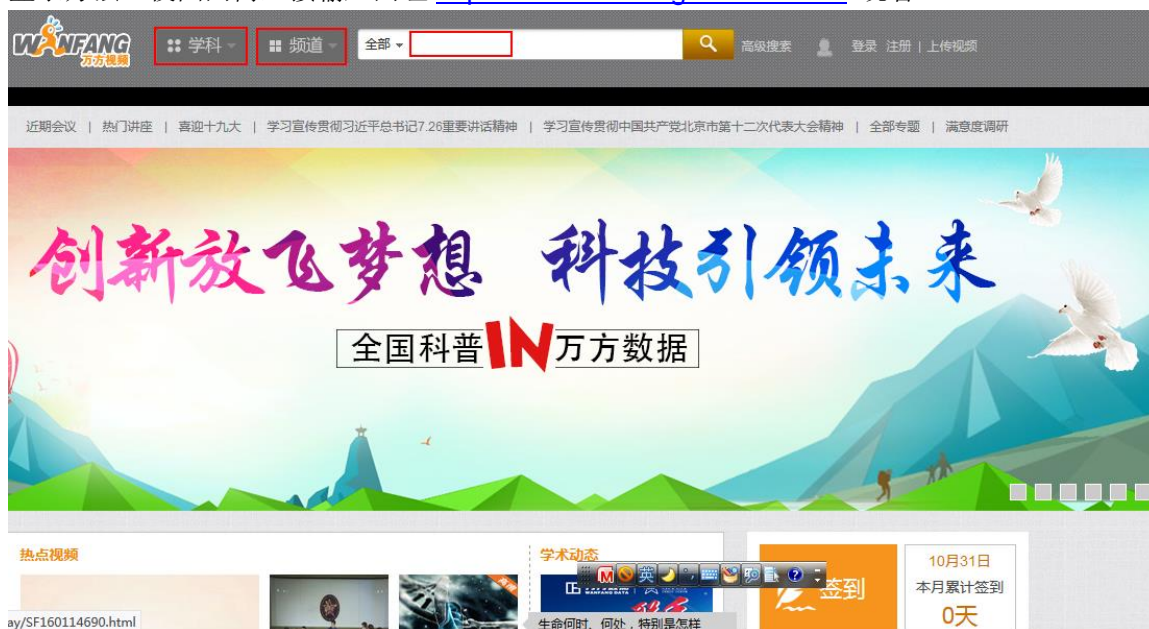 WANFANG
万方视频
学科
频道
全部
高级搜索
登录 注册 | 上传视频
近期会议 | 热门讲座 | 喜迎十九大 | 学习宣传贯彻习近平总书记7.26重要讲话精神 | 学习宣传贯彻中国共产党北京市第十二次代表大会精神 | 全部专题 | 满意度调研
创新放飞梦想 科技引领未来
全国科普IN万方数据
热点视频
学术动态
英
签到
10月31日
本月累计签到
0天
生命何时、何处，特别是怎样
ay/SF160114690.html